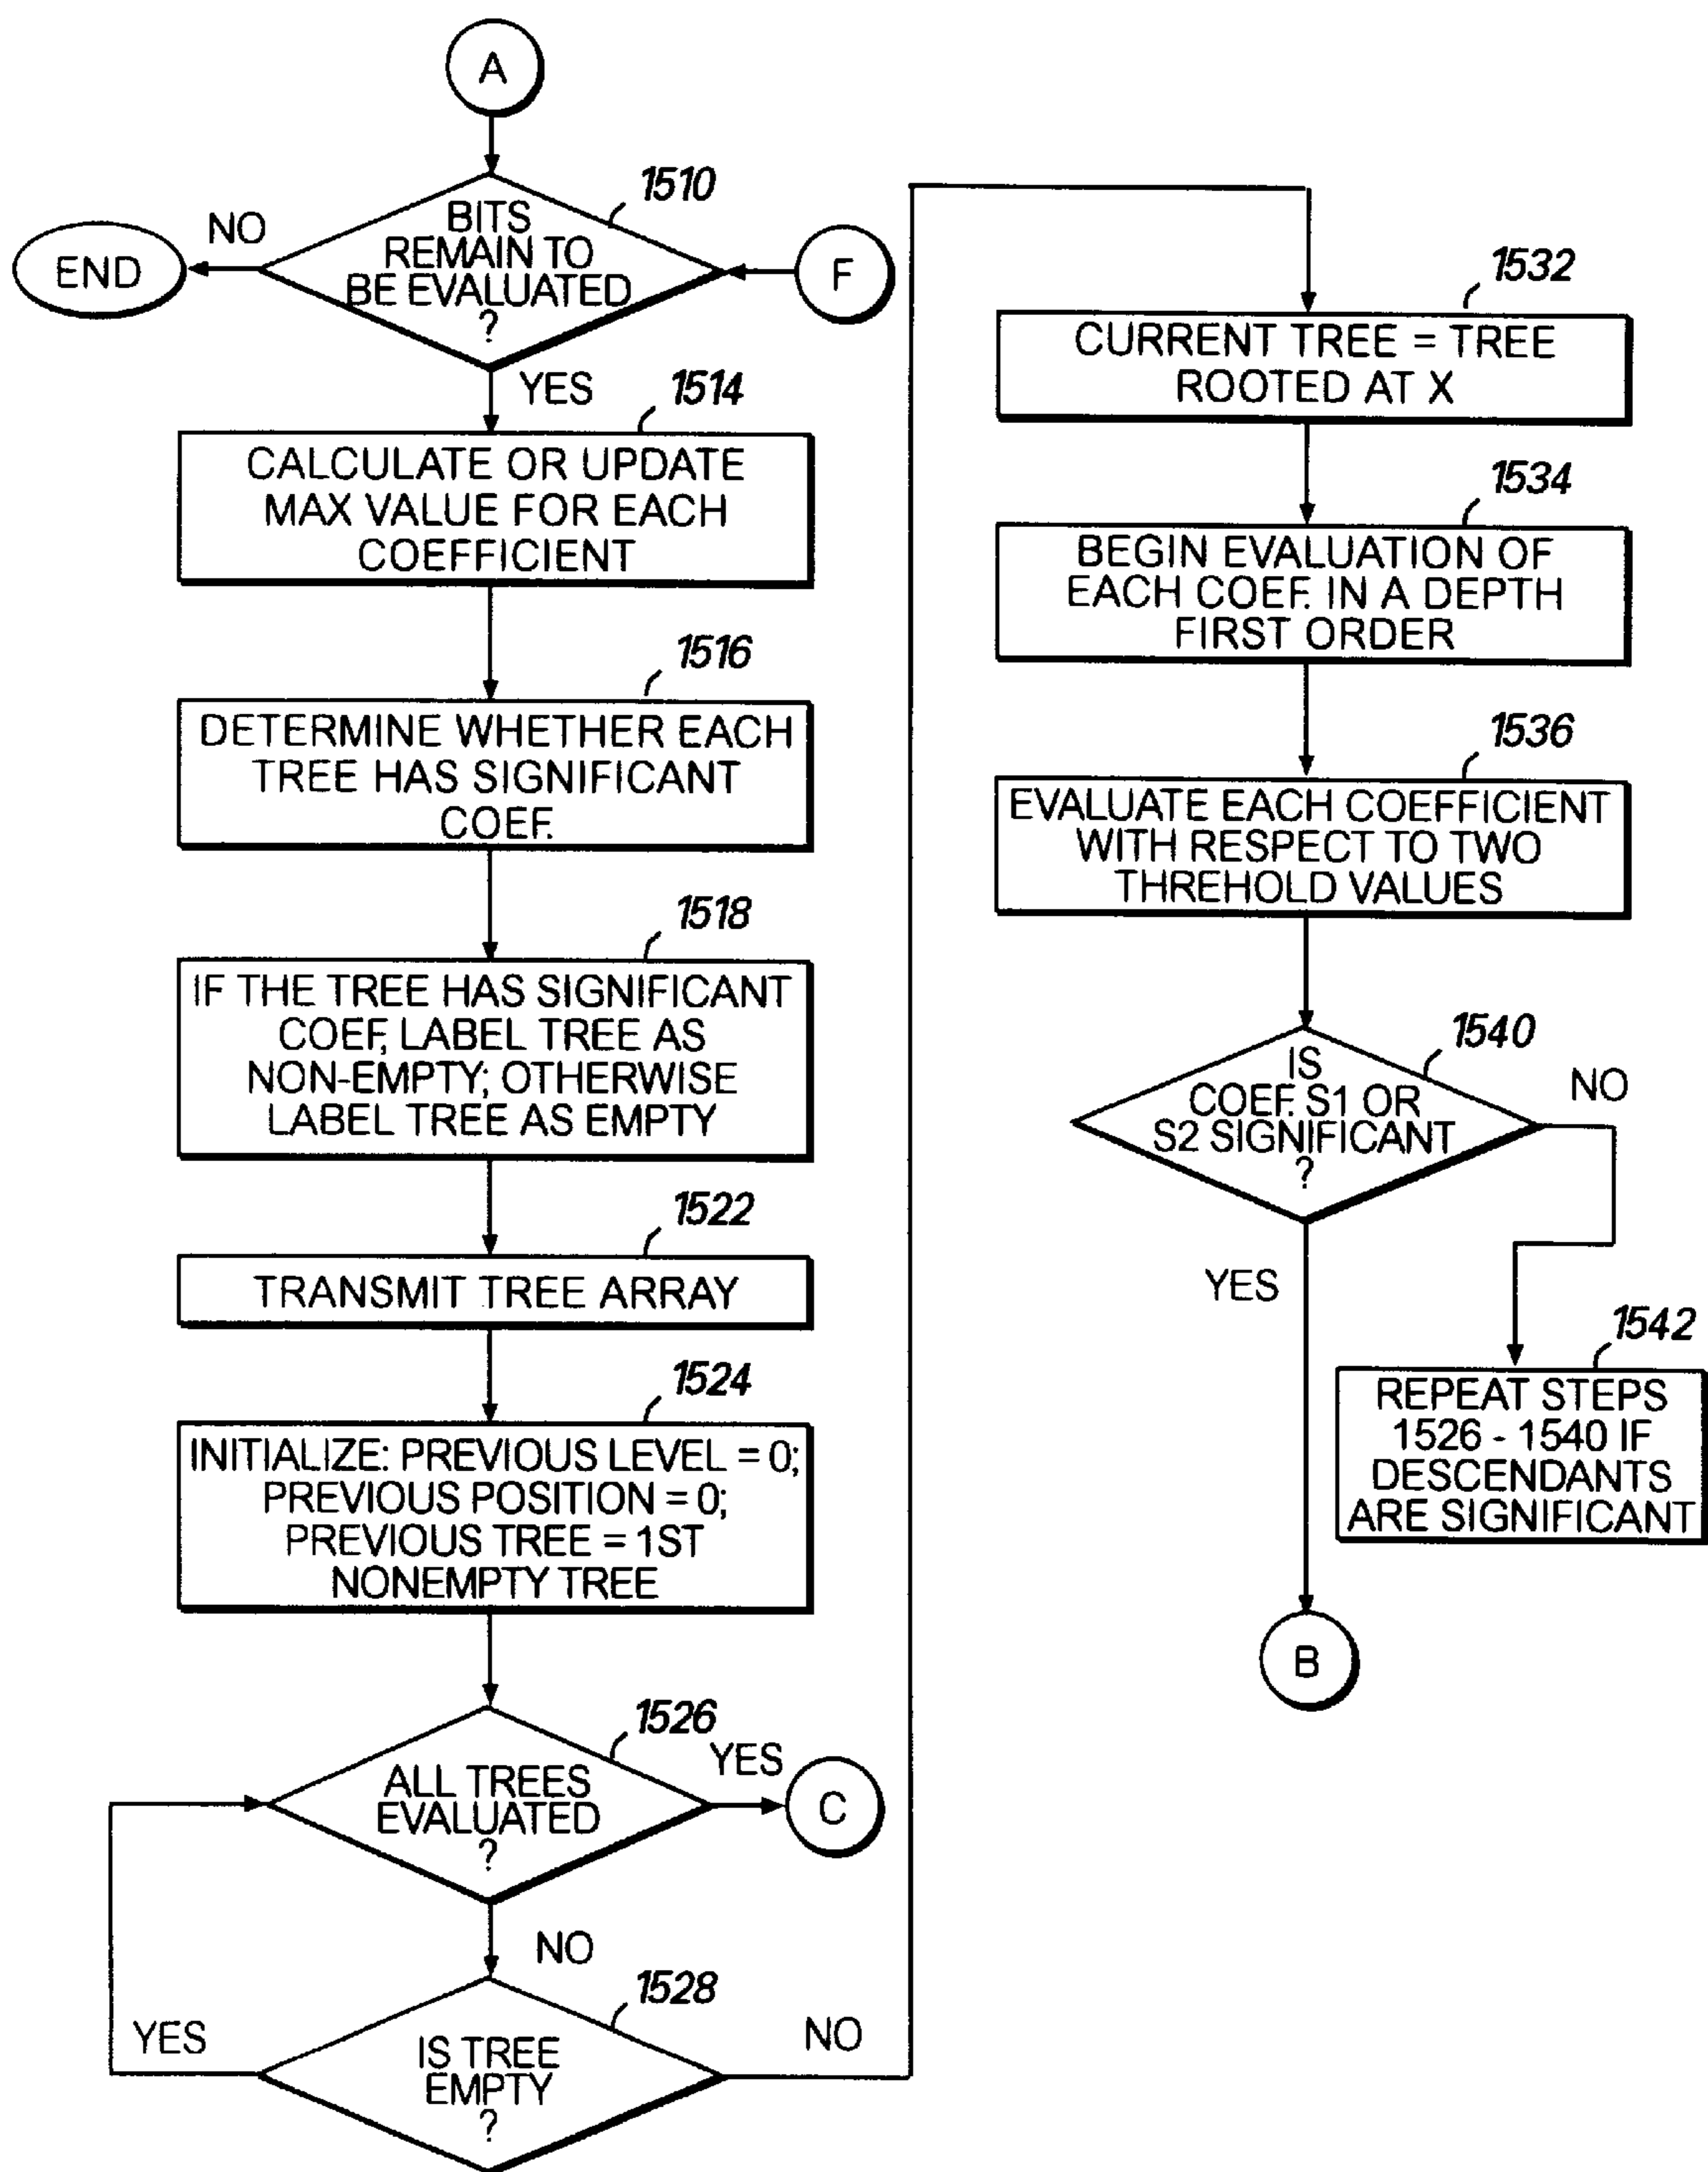 A
1510
BITS
REMAIN TO
BE EVALUATED
?
NO
END
F
YES
1514
CALCULATE OR UPDATE
MAX VALUE FOR EACH
COEFFICIENT
1516
DETERMINE WHETHER EACH
TREE HAS SIGNIFICANT
COEF.
1518
IF THE TREE HAS SIGNIFICANT
COEF, LABEL TREE AS
NON-EMPTY; OTHERWISE
LABEL TREE AS EMPTY
1522
TRANSMIT TREE ARRAY
1524
INITIALIZE: PREVIOUS LEVEL = 0;
PREVIOUS POSITION = 0;
PREVIOUS TREE = 1ST
NONEMPTY TREE
1526
ALL TREES
EVALUATED
?
YES
C
NO
1528
IS TREE
EMPTY
?
YES
NO
1532
CURRENT TREE = TREE
ROOTED AT X
1534
BEGIN EVALUATION OF
EACH COEF. IN A DEPTH
FIRST ORDER
1536
EVALUATE EACH COEFFICIENT
WITH RESPECT TO TWO
THREHOLD VALUES
1540
IS
COEF. S1 OR
S2 SIGNIFICANT
?
NO
YES
1542
REPEAT STEPS
1526 - 1540 IF
DESCENDANTS
ARE SIGNIFICANT
B